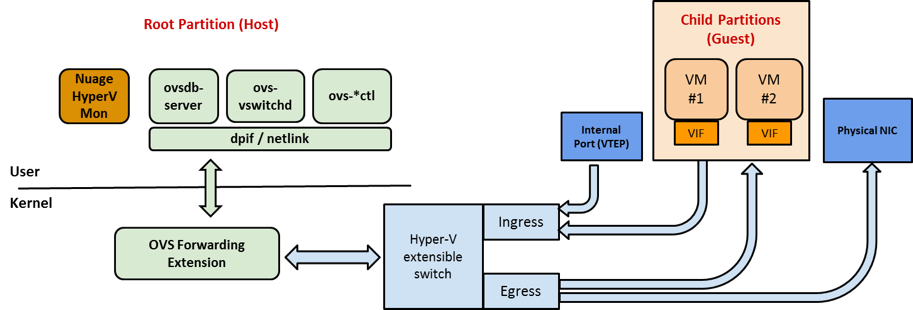 Root Partition (Host)
Child Partitions
(Guest)
Nuage
HyperV
Mon
ovsdb-
server
ovs-
vswitchd
ovs-*ctl
dpif / netlink
VM
#1
VIF
VM
#2
VIF
Internal
Port (VTEP)
Physical NIC
User
Kernel
OVS Forwarding
Extension
Hyper-V
extensible
switch
Ingress
Egress